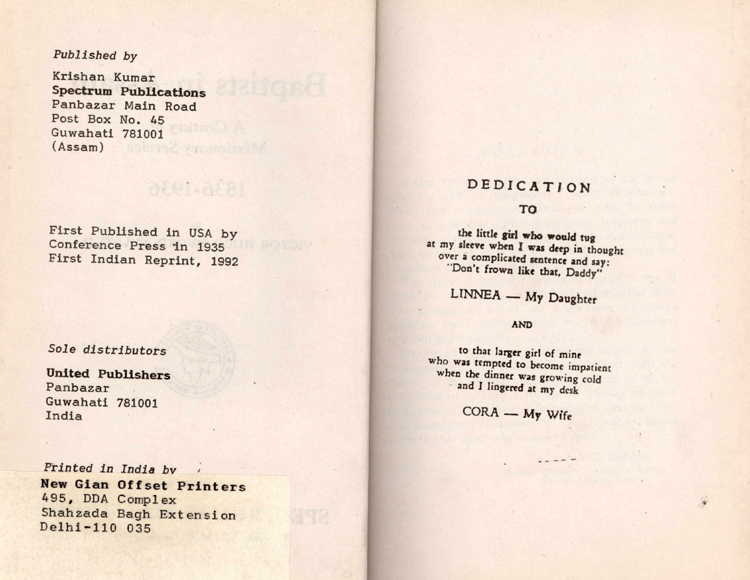 Published by
Krishan Kumar
Spectrum Publications
Panbazar Main Road
Post Box No. 45
Guwahati 781001
(Assam)
First Published in USA by
Conference Press in 1935
First Indian Reprint, 1992
Sole distributors
United Publishers
Panbazar
Guwahati 781001
India
Printed in India by
New Gian Offset Printers
495, DDA Complex
Shahzada Bagh Extension
Delhi-110 035
DEDICATION
TO
the little girl who would tug
at my sleeve when I was deep in thought
over a complicated sentence and say:
"Don't frown like that, Daddy"
LINNEA — My Daughter
AND
to that larger girl of mine
who was tempted to become impatient
when the dinner was growing cold
and I lingered at my desk
CORA — My Wife